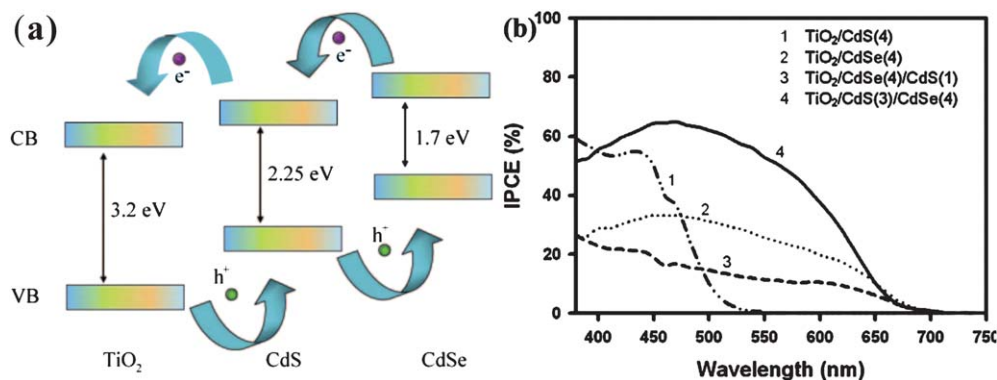 (a)
e⁻
e⁻
CB
3.2 eV
2.25 eV
1.7 eV
h⁺
h⁺
VB
TiO₂
CdS
CdSe
(b)
100
80
60
40
20
0
IPCE (%)
1 TiO₂/CdS(4)
2 TiO₂/CdSe(4)
3 TiO₂/CdSe(4)/CdS(1)
4 TiO₂/CdS(3)/CdSe(4)
4
1
2
3
400 450 500 550 600 650 700 750
Wavelength (nm)